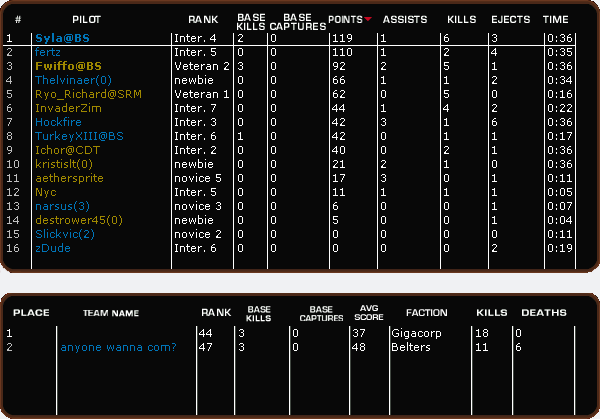 # PILOT RANK BASE KILLS BASE CAPTURES POINTS ASSISTS KILLS EJECTS TIME
1 Syla@BS Inter. 4 2 0 119 1 6 3 0:36
2 fertz Inter. 5 0 0 110 1 2 4 0:35
3 Fwiffo@BS Veteran 2 3 0 92 2 5 1 0:36
4 Thelvinaer(0) newbie 0 0 66 1 1 2 0:34
5 Ryo_Richard@SRM Veteran 1 0 0 62 0 5 0 0:16
6 InvaderZim Inter. 7 0 0 44 1 4 2 0:22
7 Hockfire Inter. 3 0 0 42 3 1 6 0:36
8 TurkeyXIII@BS Inter. 6 1 0 42 0 1 1 0:17
9 Ichor@CDT Inter. 2 0 0 40 0 2 1 0:36
10 kristislt(0) newbie 0 0 21 2 1 0 0:36
11 aethersprite novice 5 0 0 17 3 0 1 0:11
12 Nyc Inter. 5 0 0 11 1 1 1 0:05
13 narsus(3) novice 3 0 0 6 0 0 1 0:07
14 destrower45(0) newbie 0 0 5 0 0 1 0:04
15 Slickvic(2) novice 2 0 0 0 0 0 0 0:11
16 zDude Inter. 6 0 0 0 0 0 2 0:19
PLACE TEAM NAME RANK BASE KILLS BASE CAPTURES AVG SCORE FACTION KILLS DEATHS
1 44 3 0 37 Gigacorp 18 0
2 anyone wanna com? 47 3 0 48 Belters 11 6